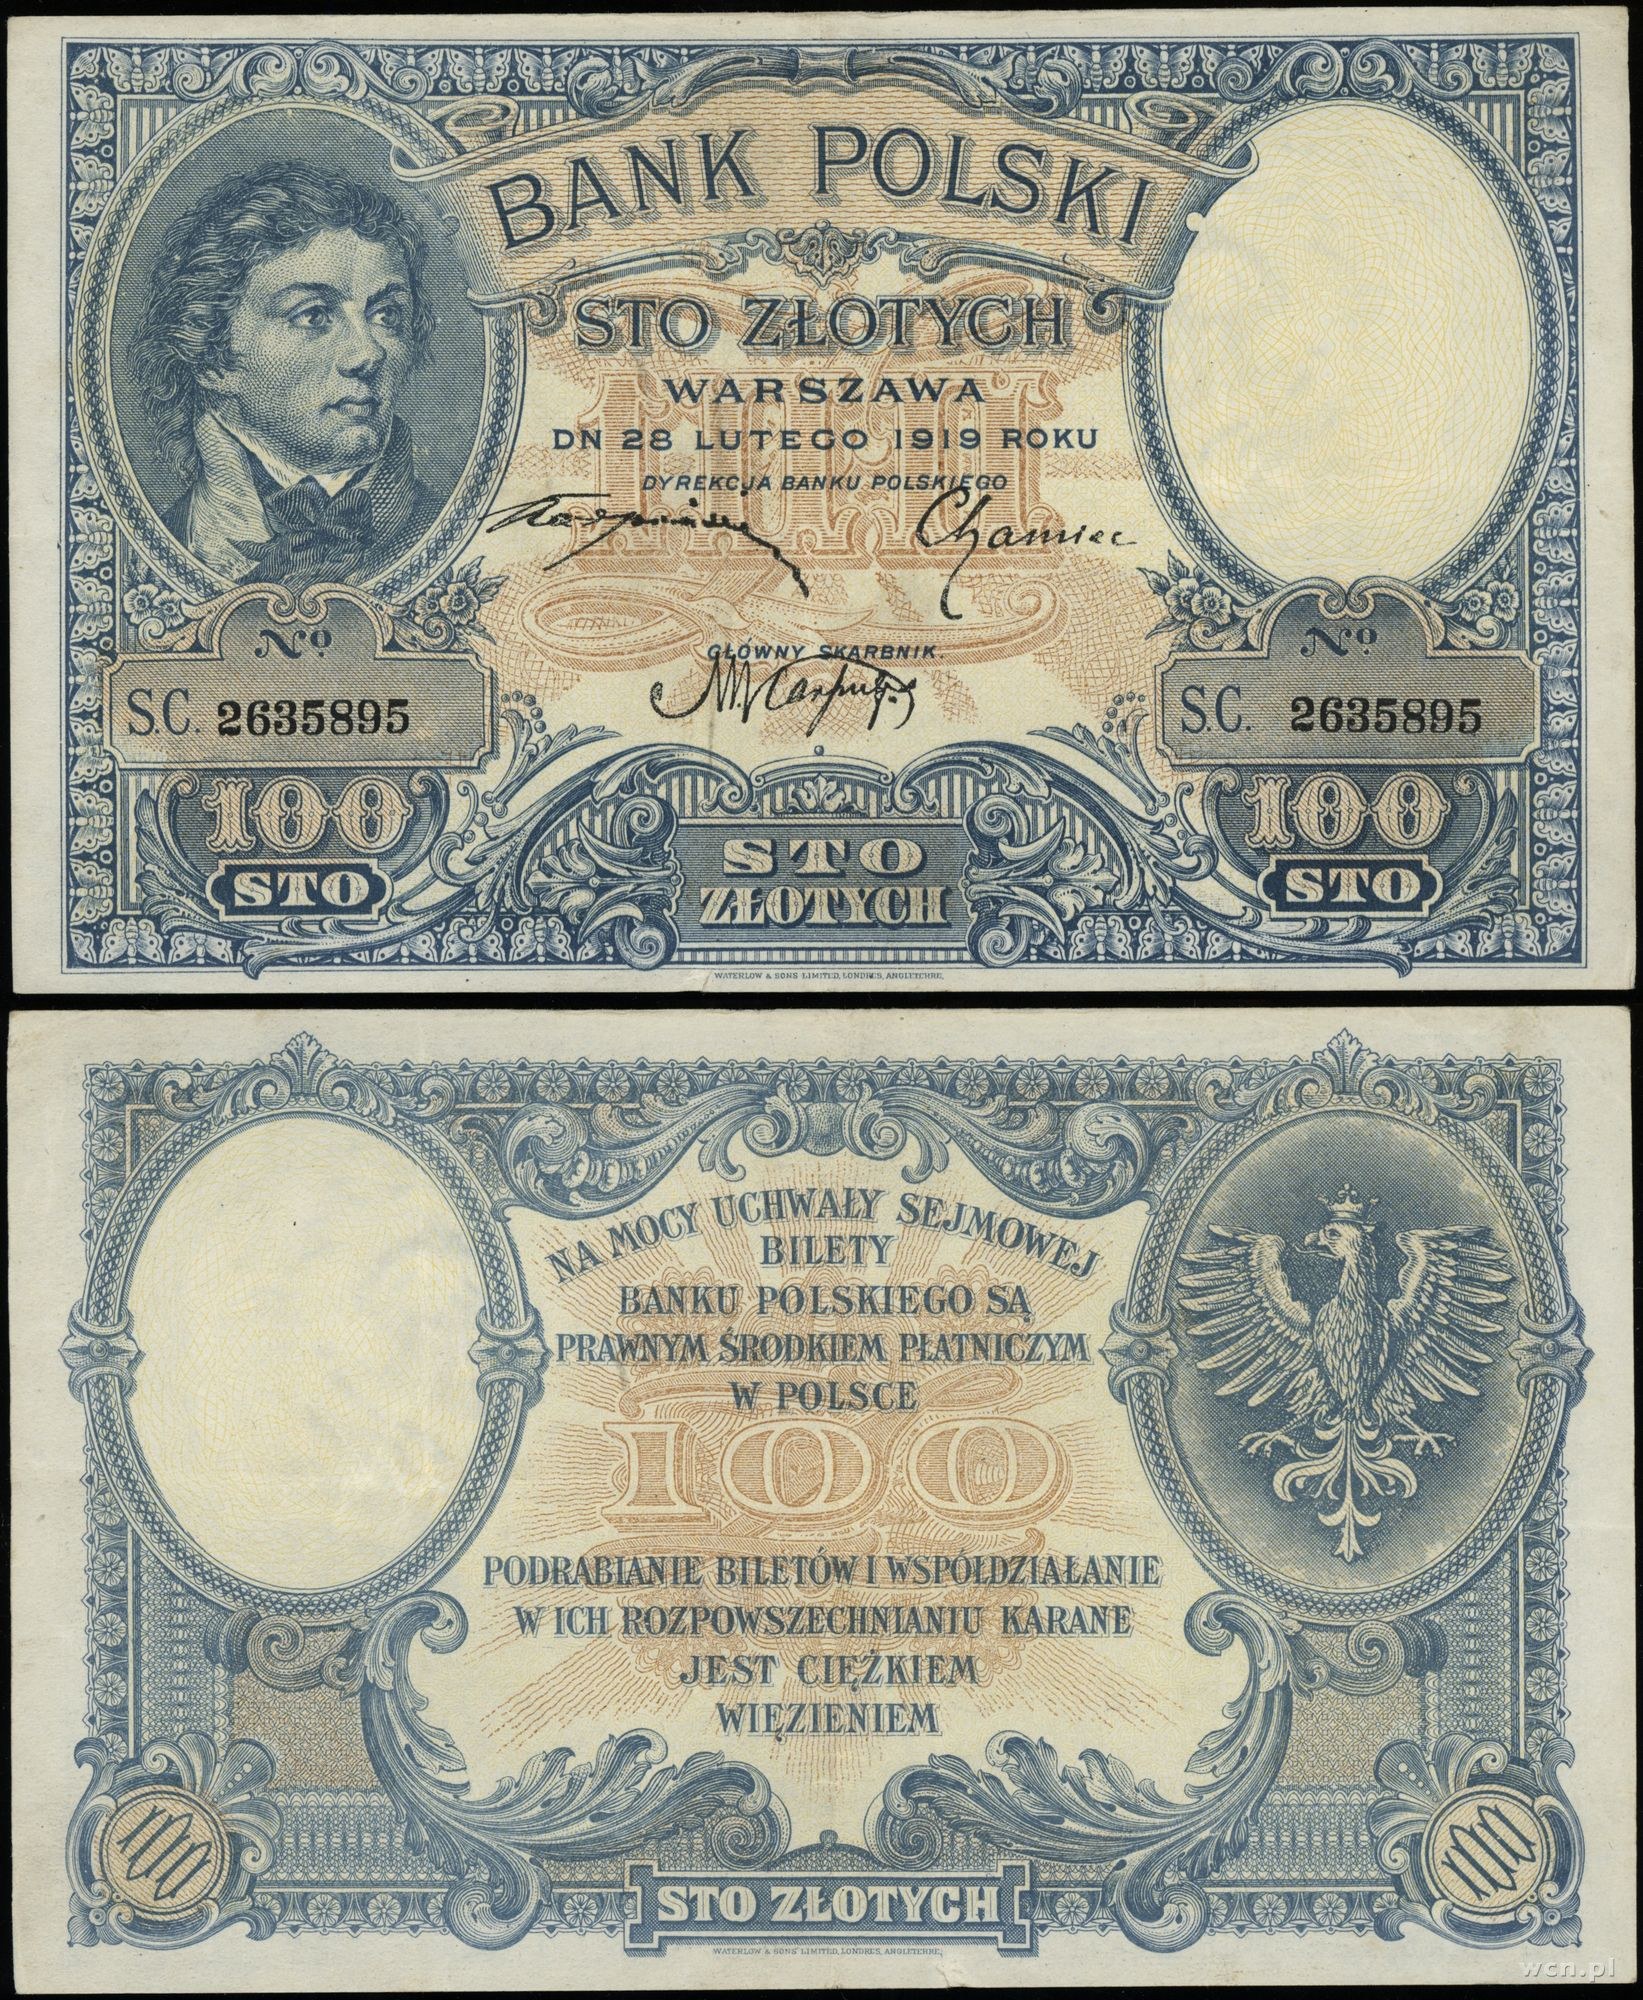 BANK POLSKI
STO ZŁOTYCH
WARSZAWA
DN 28 LUTEGO 1919 ROKU
DYREKCJA BANKU POLSKIEGO
Chamiec
GŁÓWNY SKARBNIK.
No. No.
S.C. 2635895 S.C. 2635895
100 100
STO STO
STO
ZŁOTYCH
WATERLOW & SONS LIMITED, LONDRES, ANGLETERRE.
NA MOCY UCHWAŁY SEJMOWEJ
BILETY
BANKU POLSKIEGO SĄ
PRAWNYM ŚRODKIEM PŁATNICZYM
W POLSCE
100
PODRABIANIE BILETÓW I WSPÓŁDZIAŁANIE
W ICH ROZPOWSZECHNIANIU KARANE
JEST CIĘŻKIEM
WIĘZIENIEM
100 100
STO ZŁOTYCH
WATERLOW & SONS LIMITED, LONDRES, ANGLETERRE.
wcn.pl